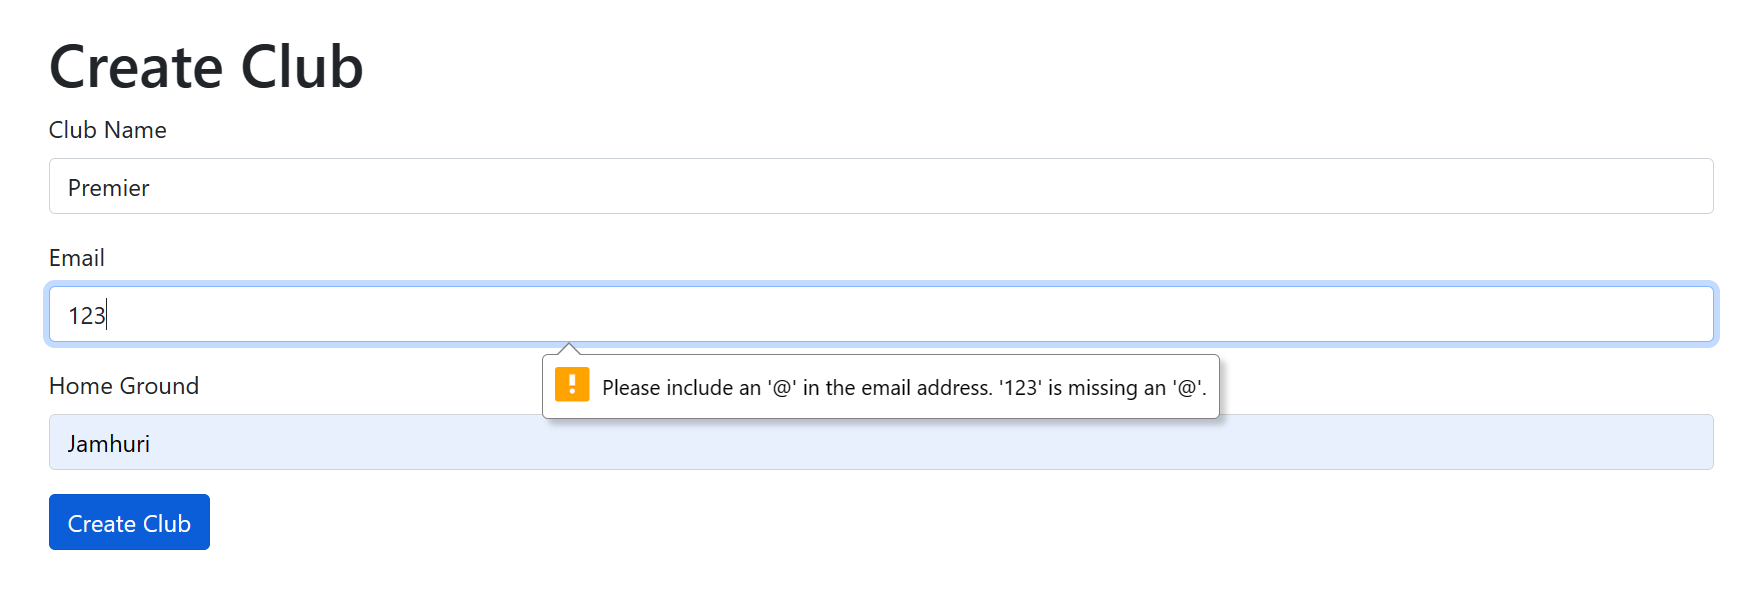 Create Club
Club Name
Premier
Email
123
Please include an '@' in the email address. '123' is missing an '@'.
Home Ground
Jamhuri
Create Club